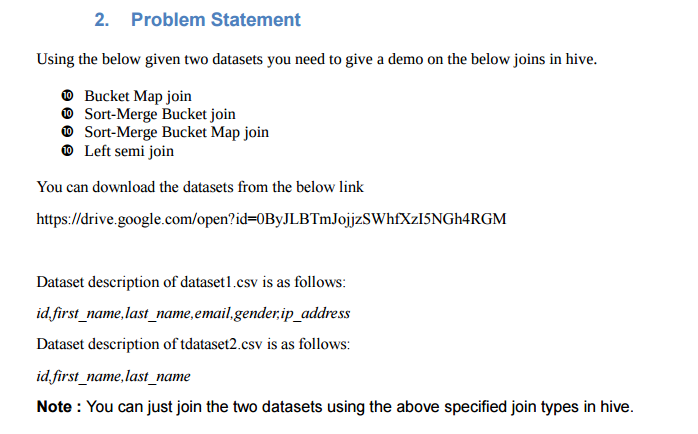 2. Problem Statement
Using the below given two datasets you need to give a demo on the below joins in hive.
❿ Bucket Map join
❿ Sort-Merge Bucket join
❿ Sort-Merge Bucket Map join
❿ Left semi join
You can download the datasets from the below link
https://drive.google.com/open?id=0ByJLBTmJojjzSWhfXzI5NGh4RGM
Dataset description of dataset1.csv is as follows:
id,first_name,last_name,email,gender,ip_address
Dataset description of tdataset2.csv is as follows:
id,first_name,last_name
Note : You can just join the two datasets using the above specified join types in hive.